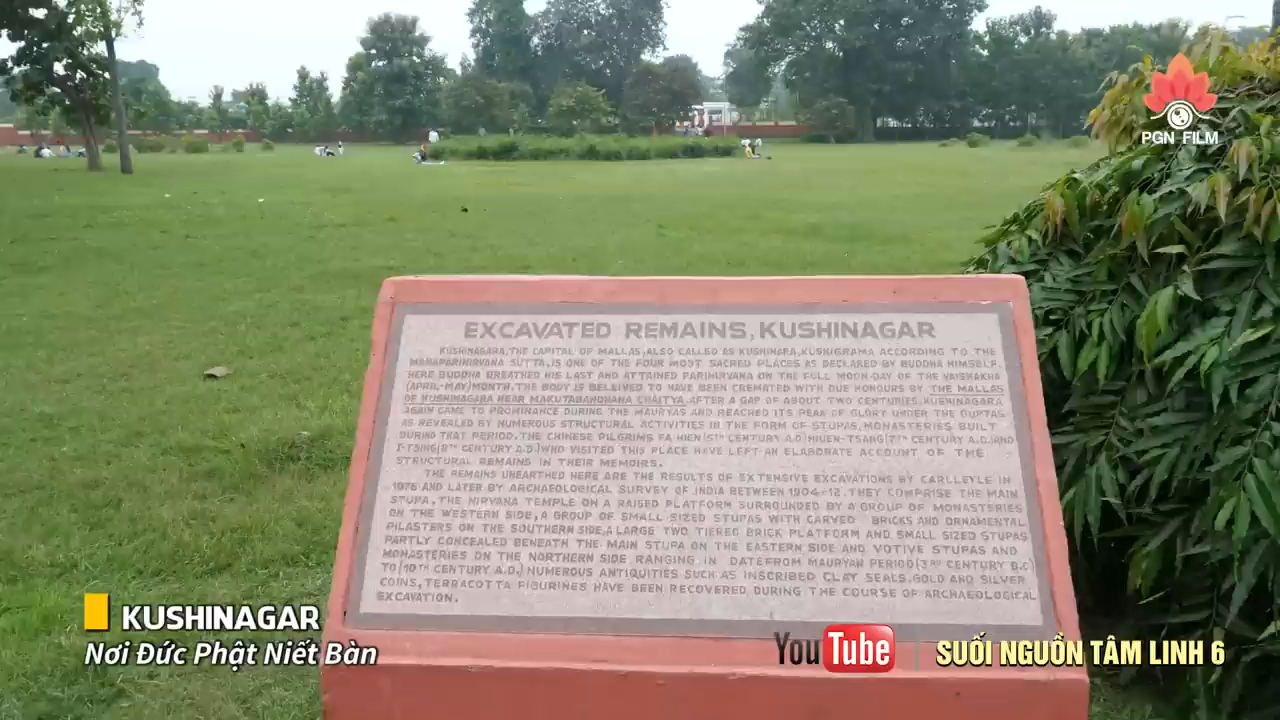 PGN FILM
EXCAVATED REMAINS, KUSHINAGAR
KUSHINAGARA, THE CAPITAL OF MALLAS, ALSO CALLED AS KUSHINARA, KUSHIGRAMA ACCORDING TO THE
MAHAPARINIRVANA SUTTA, IS ONE OF THE FOUR MOST SACRED PLACES AS DECLARED BY BUDDHA HIMSELF.
HERE BUDDHA BREATHED HIS LAST AND ATTAINED PARINIRVANA ON THE FULL MOON-DAY OF THE VAISHAKHA
(APRIL-MAY) MONTH. THE BODY IS BELEIVED TO HAVE BEEN CREMATED WITH DUE HONOURS BY THE MALLAS
OF KUSHINAGARA NEAR MAKUTABANDHANA CHAITYA. AFTER A GAP OF ABOUT TWO CENTURIES, KUSHINAGARA
AGAIN CAME TO PROMINANCE DURING THE MAURYAS AND REACHED ITS PEAK OF GLORY UNDER THE GUPTAS
AS REVEALED BY NUMEROUS STRUCTURAL ACTIVITIES IN THE FORM OF STUPAS, MONASTERIES BUILT
DURING THAT PERIOD. THE CHINESE PILGRIMS FA HIEN (5TH CENTURY A.D.) HIUEN-TSANG (7TH CENTURY A.D.) AND
I-TSING (8TH CENTURY A.D.) WHO VISITED THIS PLACE HAVE LEFT AN ELABORATE ACCOUNT OF THE
STRUCTURAL REMAINS IN THEIR MEMOIRS.
THE REMAINS UNEARTHED HERE ARE THE RESULTS OF EXTENSIVE EXCAVATIONS BY CARLLEYLE IN
1876 AND LATER BY ARCHAEOLOGICAL SURVEY OF INDIA BETWEEN 1904-12. THEY COMPRISE THE MAIN
STUPA, THE NIRVANA TEMPLE ON A RAISED PLATFORM SURROUNDED BY A GROUP OF MONASTERIES
ON THE WESTERN SIDE, A GROUP OF SMALL SIZED STUPAS WITH CARVED BRICKS AND ORNAMENTAL
PILASTERS ON THE SOUTHERN SIDE, A LARGE TWO TIERED BRICK PLATFORM AND SMALL SIZED STUPAS
PARTLY CONCEALED BENEATH THE MAIN STUPA ON THE EASTERN SIDE AND VOTIVE STUPAS AND
MONASTERIES ON THE NORTHERN SIDE RANGING IN DATE FROM MAURYAN PERIOD (3RD CENTURY B.C.)
TO (10TH CENTURY A.D.) NUMEROUS ANTIQUITIES SUCH AS INSCRIBED CLAY SEALS, GOLD AND SILVER
COINS, TERRACOTTA FIGURINES HAVE BEEN RECOVERED DURING THE COURSE OF ARCHAEOLOGICAL
EXCAVATION.
KUSHINAGAR
Nơi Đức Phật Niết Bàn
YouTube
SUỐI NGUỒN TÂM LINH 6